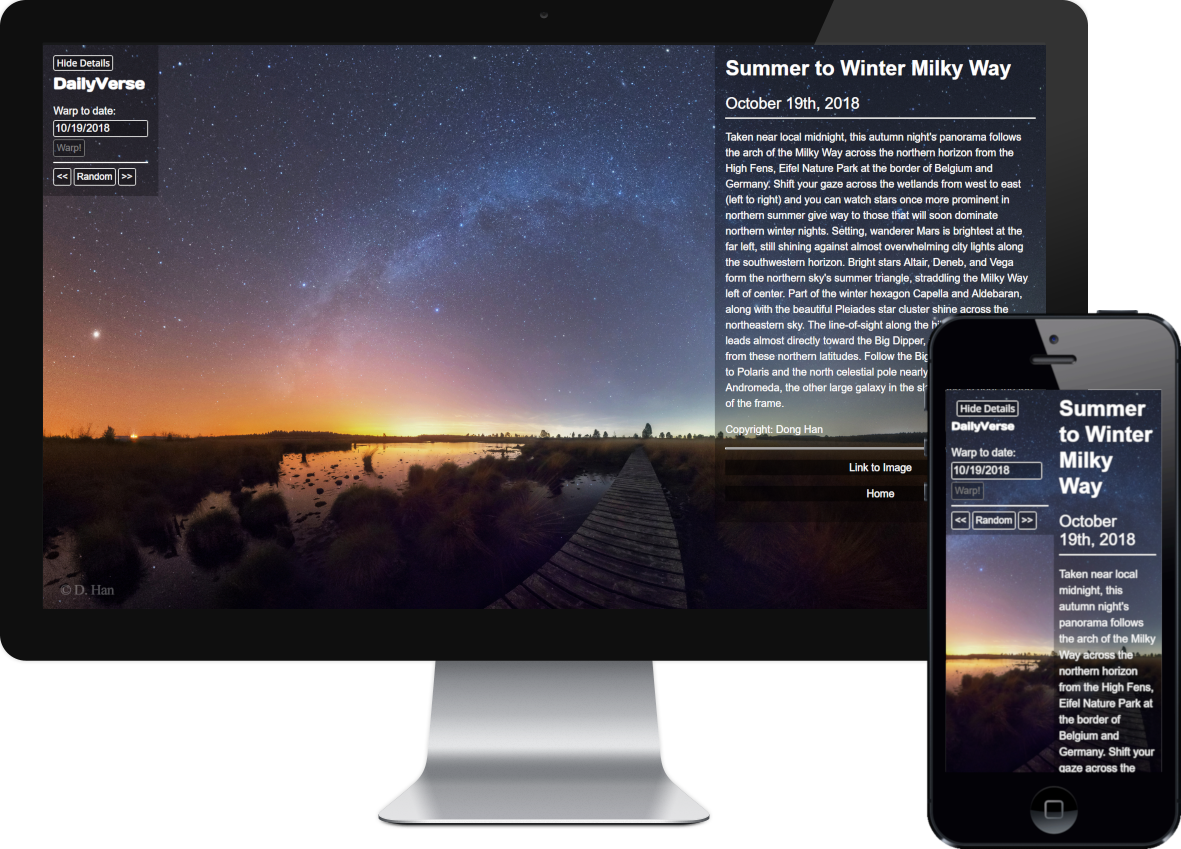 Hide Details
DailyVerse
Warp to date:
10/19/2018
Warp!
<< Random >>
Summer to Winter Milky Way
October 19th, 2018
Taken near local midnight, this autumn night's panorama follows
the arch of the Milky Way across the northern horizon from the
High Fens, Eifel Nature Park at the border of Belgium and
Germany. Shift your gaze across the wetlands from west to east
(left to right) and you can watch stars once more prominent in
northern summer give way to those that will soon dominate
northern winter nights. Setting, wanderer Mars is brightest at the
far left, still shining against almost overwhelming city lights along
the southwestern horizon. Bright stars Altair, Deneb, and Vega
form the northern sky's summer triangle, straddling the Milky Way
left of center. Part of the winter hexagon Capella and Aldebaran,
along with the beautiful Pleiades star cluster shine across the
northeastern sky. The line-of-sight along the
leads almost directly toward the Big Dipper,
from these northern latitudes. Follow the Big
to Polaris and the north celestial pole nearly
Andromeda, the other large galaxy in the
of the frame.
Copyright: Dong Han
Link to Image
Home
© D. Han
Hide Details
DailyVerse
Warp to date:
10/19/2018
Warp!
<< Random >>
Summer
to Winter
Milky
Way
October
19th, 2018
Taken near local
midnight, this
autumn night's
panorama follows
the arch of the Milky
Way across the
northern horizon
from the High Fens,
Eifel Nature Park at
the border of
Belgium and
Germany. Shift your
gaze across the